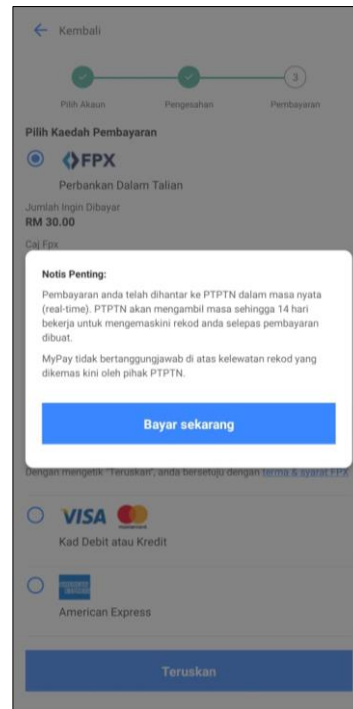 Kembali
3
Pilih Akaun Pengesahan Pembayaran
Pilih Kaedah Pembayaran
FPX
Perbankan Dalam Talian
Jumlah Ingin Dibayar
RM 30.00
Caj Fpx
Notis Penting:
Pembayaran anda telah dihantar ke PTPTN dalam masa nyata
(real-time). PTPTN akan mengambil masa sehingga 14 hari
bekerja untuk mengemaskini rekod anda selepas pembayaran
dibuat.
MyPay tidak bertanggungjawab di atas kelewatan rekod yang
dikemas kini oleh pihak PTPTN.
Bayar sekarang
Dengan mengetik "Teruskan", anda bersetuju dengan terma & syarat FPX
VISA mastercard
Kad Debit atau Kredit
AMERICAN EXPRESS
American Express
Teruskan